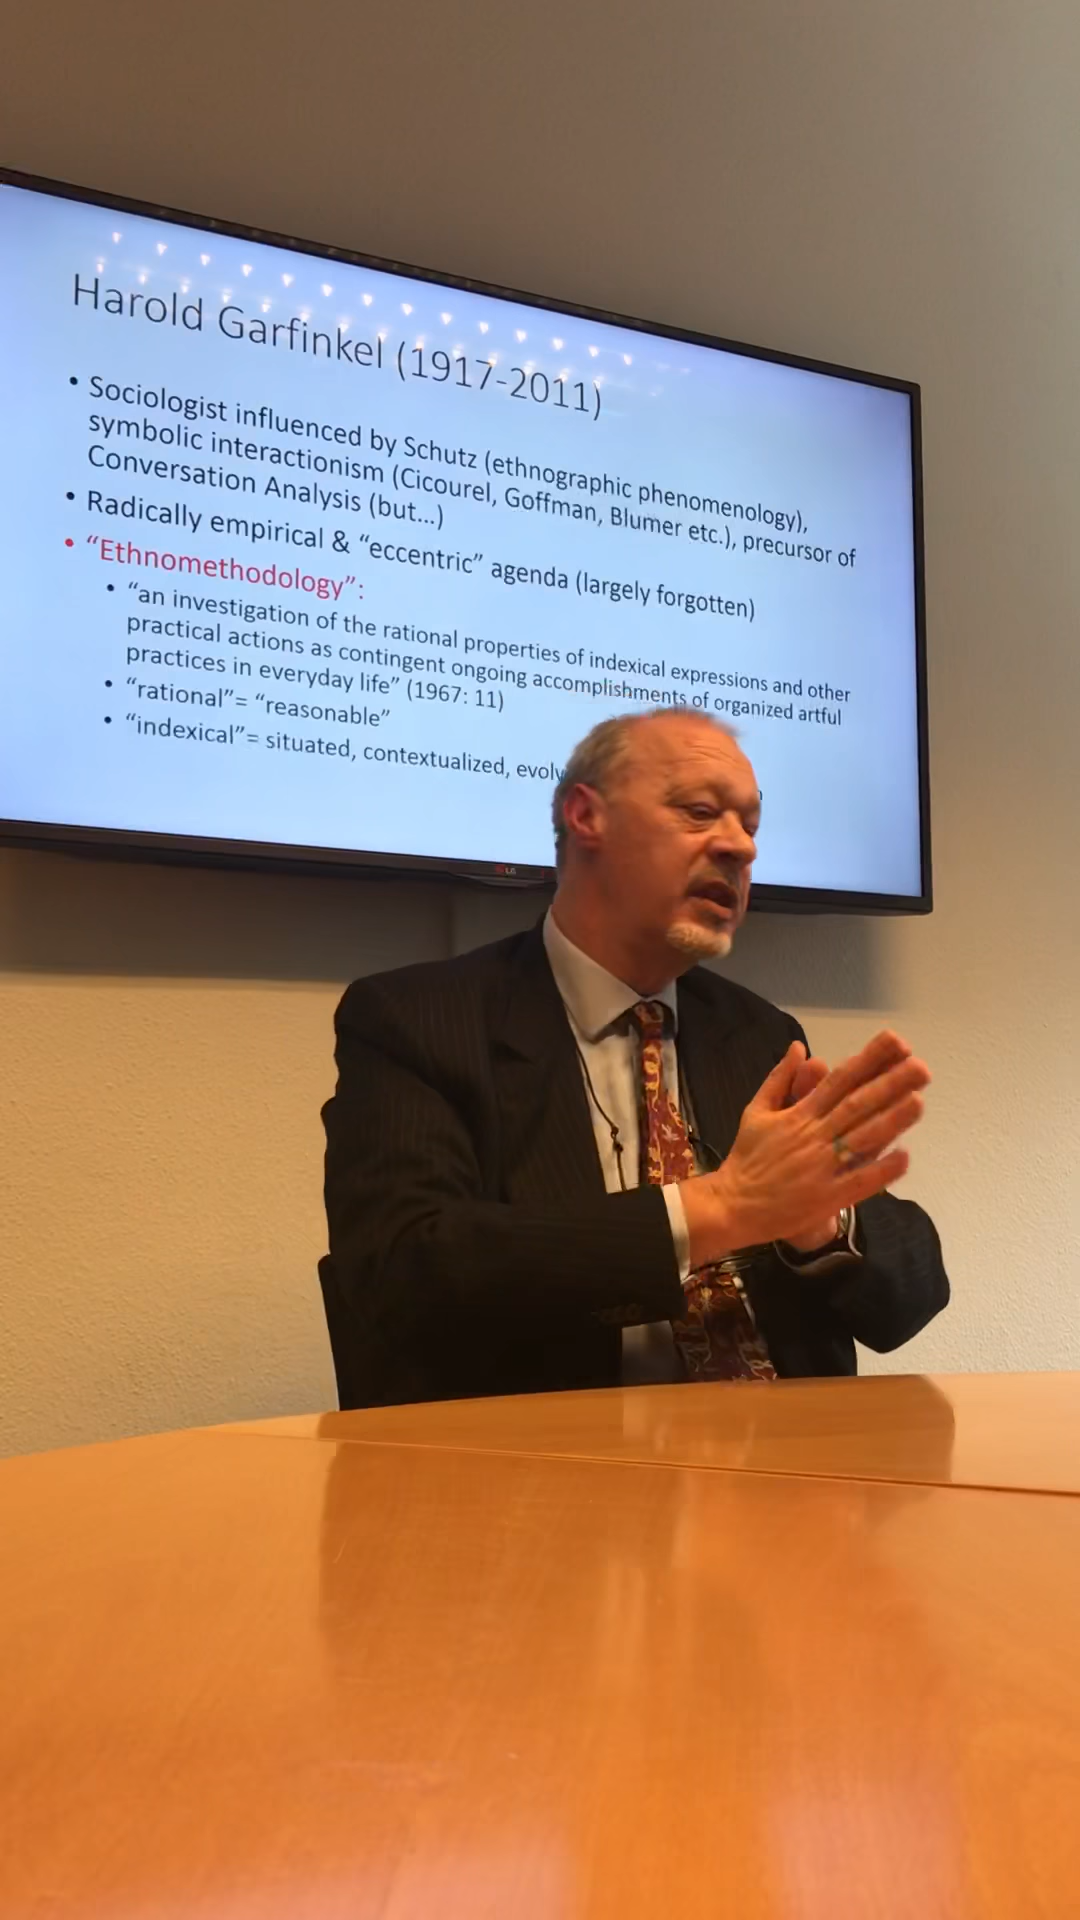 Harold Garfinkel (1917-2011)
• Sociologist influenced by Schutz (ethnographic phenomenology),
symbolic interactionism (Cicourel, Goffman, Blumer etc.), precursor of
Conversation Analysis (but...)
• Radically empirical & “eccentric” agenda (largely forgotten)
• “Ethnomethodology”:
• “an investigation of the rational properties of indexical expressions and other
practical actions as contingent ongoing accomplishments of organized artful
practices in everyday life” (1967: 11)
• “rational”= “reasonable”
• “indexical”= situated, contextualized,
LG